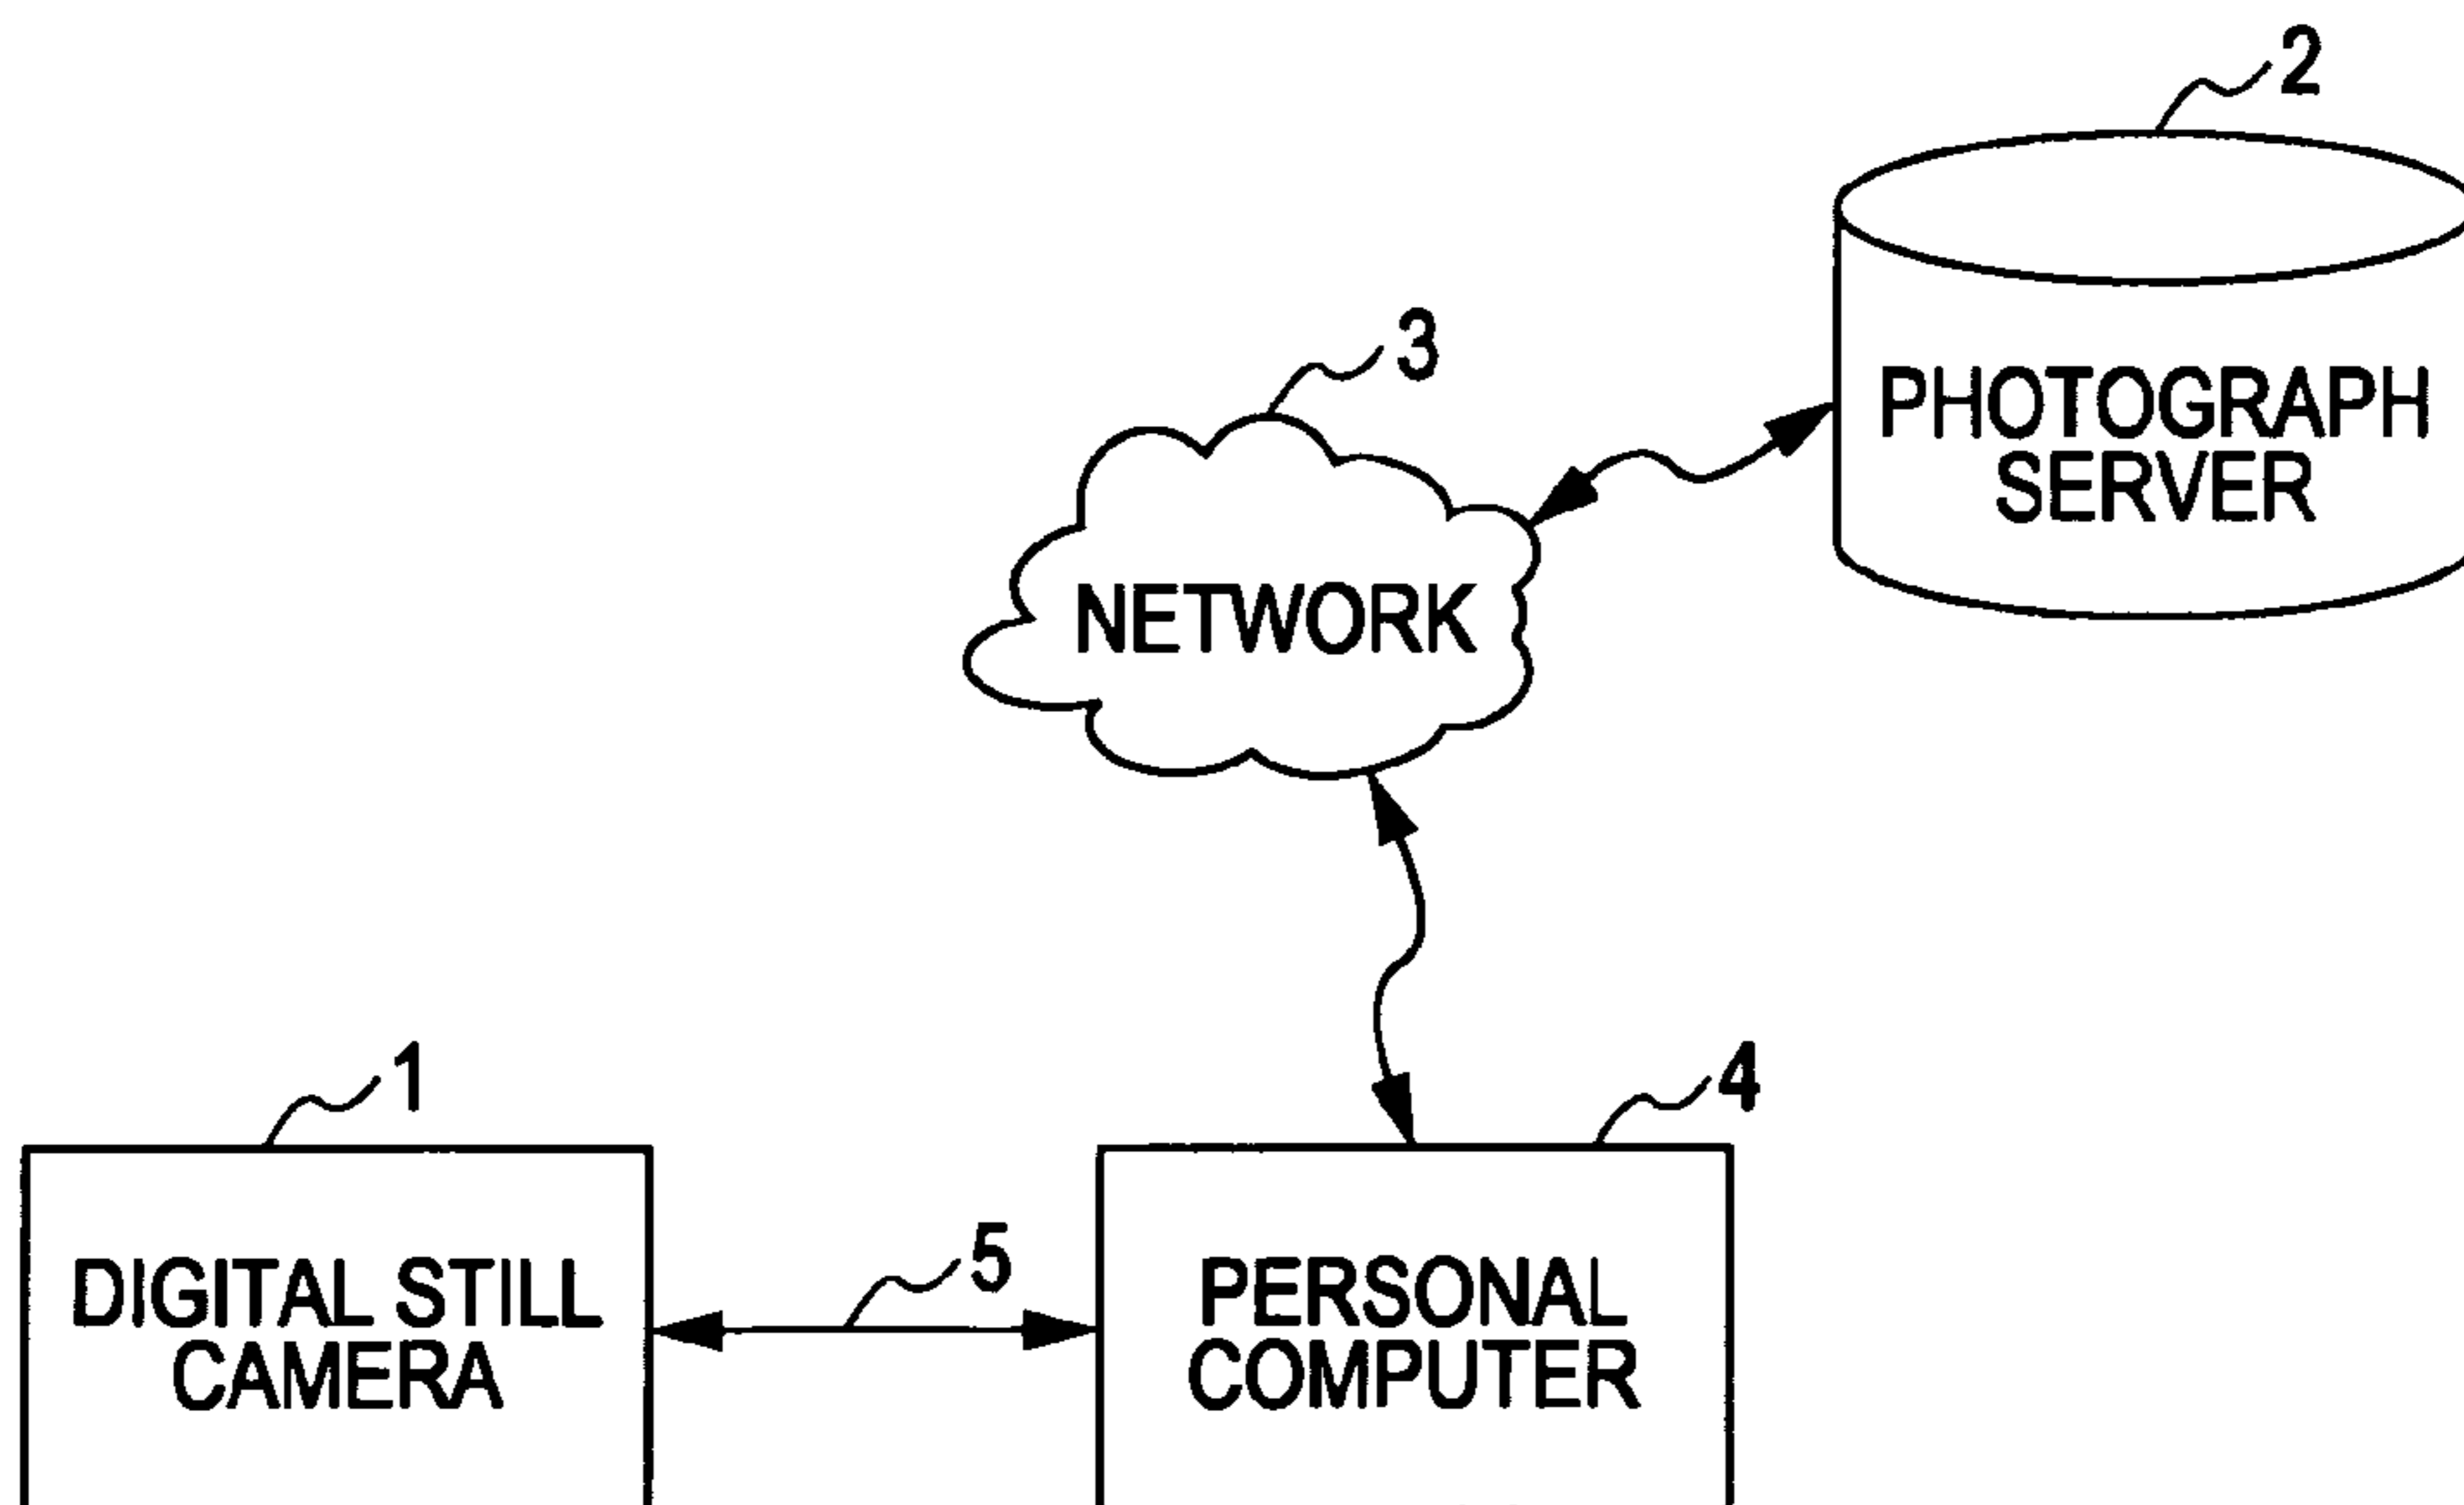 2
PHOTOGRAPH
SERVER
3
NETWORK
1
DIGITAL STILL
CAMERA
5
4
PERSONAL
COMPUTER